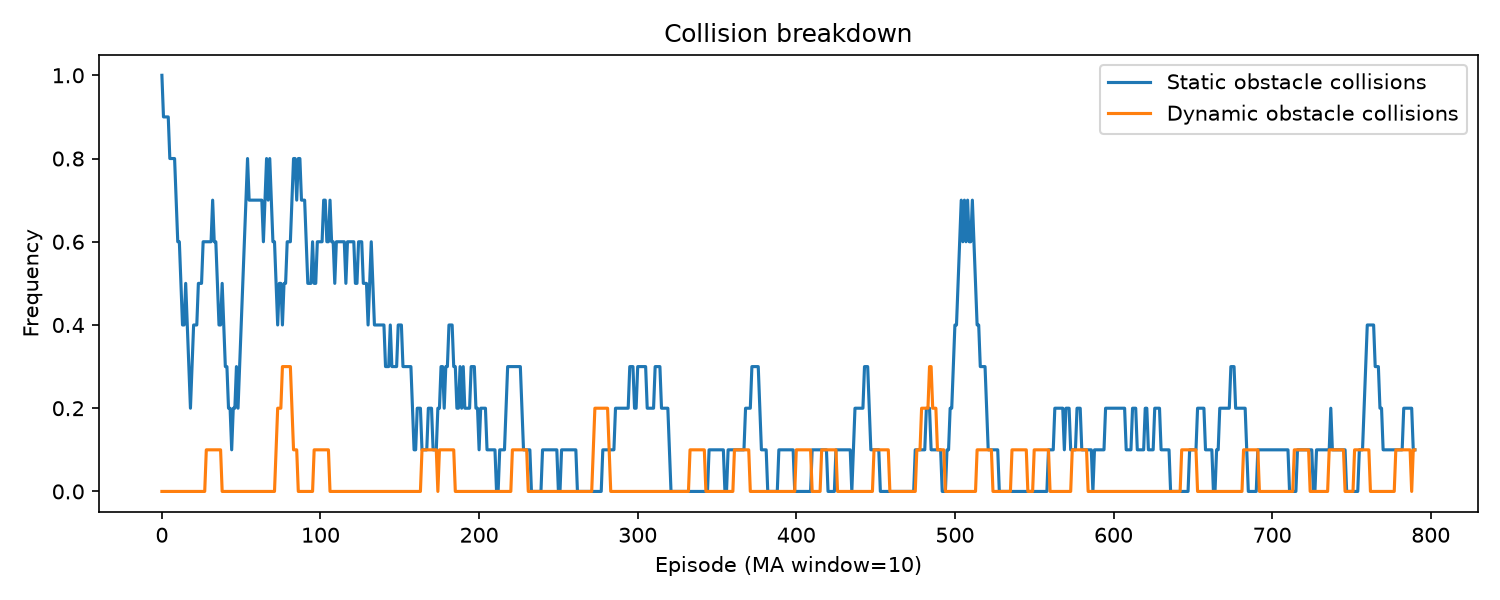 Collision breakdown
Static obstacle collisions
Dynamic obstacle collisions
Frequency
1.0
0.8
0.6
0.4
0.2
0.0
0 100 200 300 400 500 600 700 800
Episode (MA window=10)